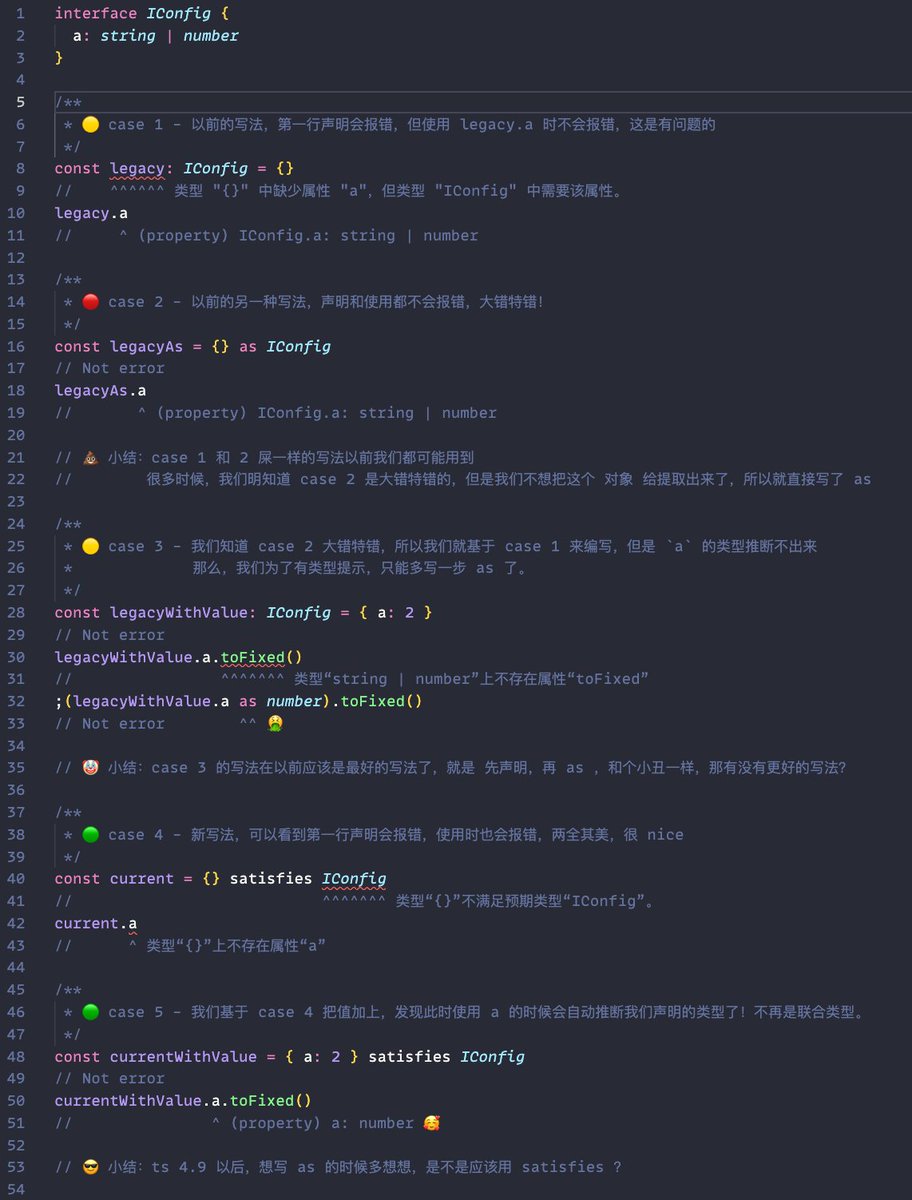 1 interface IConfig {
2 a: string | number
3 }
4
5 /**
6 * 🟡 case 1 - 以前的写法，第一行声明会报错，但使用 legacy.a 时不会报错，这是有问题的
7 */
8 const legacy: IConfig = {}
9 // ^^^^^^ 类型 "{}" 中缺少属性 "a"，但类型 "IConfig" 中需要该属性。
10 legacy.a
11 // ^ (property) IConfig.a: string | number
12
13 /**
14 * 🔴 case 2 - 以前的另一种写法，声明和使用都不会报错，大错特错！
15 */
16 const legacyAs = {} as IConfig
17 // Not error
18 legacyAs.a
19 // ^ (property) IConfig.a: string | number
20
21 // 💩 小结：case 1 和 2 屎一样的写法以前我们都可能用到
22 // 很多时候，我们明知道 case 2 是大错特错的，但是我们不想把这个 对象 给提取出来了，所以就直接写了 as
23
24 /**
25 * 🟡 case 3 - 我们知道 case 2 大错特错，所以我们就基于 case 1 来编写，但是 `a` 的类型推断不出来
26 * 那么，我们为了有类型提示，只能多写一步 as 了。
27 */
28 const legacyWithValue: IConfig = { a: 2 }
29 // Not error
30 legacyWithValue.a.toFixed()
31 // ^^^^^^^ 类型“string | number”上不存在属性“toFixed”
32 ;(legacyWithValue.a as number).toFixed()
33 // Not error ^^ 🤮
34
35 // 🤡 小结：case 3 的写法在以前应该是最好的写法了，就是 先声明，再 as ，和个小丑一样，那有没有更好的写法？
36
37 /**
38 * 🟢 case 4 - 新写法，可以看到第一行声明会报错，使用时也会报错，两全其美，很 nice
39 */
40 const current = {} satisfies IConfig
41 // ^^^^^^^ 类型“{}”不满足预期类型“IConfig”。
42 current.a
43 // ^ 类型“{}”上不存在属性“a”
44
45 /**
46 * 🟢 case 5 - 我们基于 case 4 把值加上，发现此时使用 a 的时候会自动推断我们声明的类型了！不再是联合类型。
47 */
48 const currentWithValue = { a: 2 } satisfies IConfig
49 // Not error
50 currentWithValue.a.toFixed()
51 // ^ (property) a: number 🥰
52
53 // 😎 小结：ts 4.9 以后，想写 as 的时候多想想，是不是应该用 satisfies ？
54